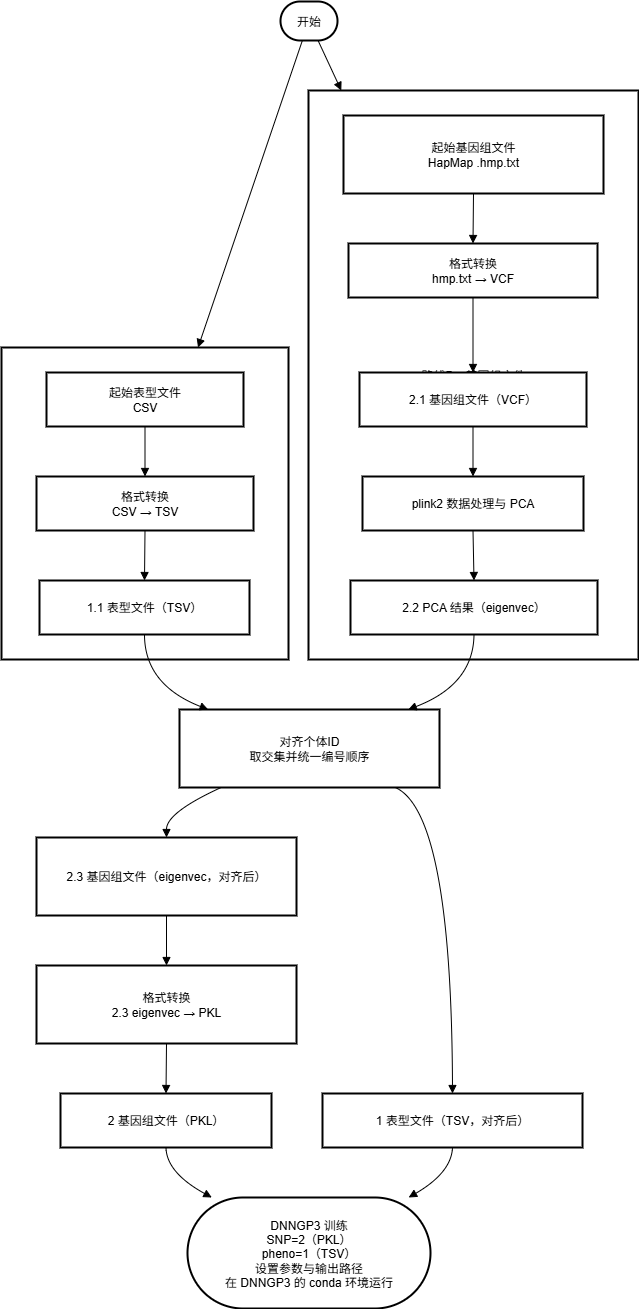 开始
起始基因组文件
HapMap .hmp.txt
格式转换
hmp.txt → VCF
2.1 基因组文件（VCF）
plink2 数据处理与 PCA
2.2 PCA 结果（eigenvec）
起始表型文件
CSV
格式转换
CSV → TSV
1.1 表型文件（TSV）
对齐个体ID
取交集并统一编号顺序
2.3 基因组文件（eigenvec，对齐后）
格式转换
2.3 eigenvec → PKL
2 基因组文件（PKL）
1 表型文件（TSV，对齐后）
DNNGP3 训练
SNP=2（PKL）
pheno=1（TSV）
设置参数与输出路径
在 DNNGP3 的 conda 环境运行